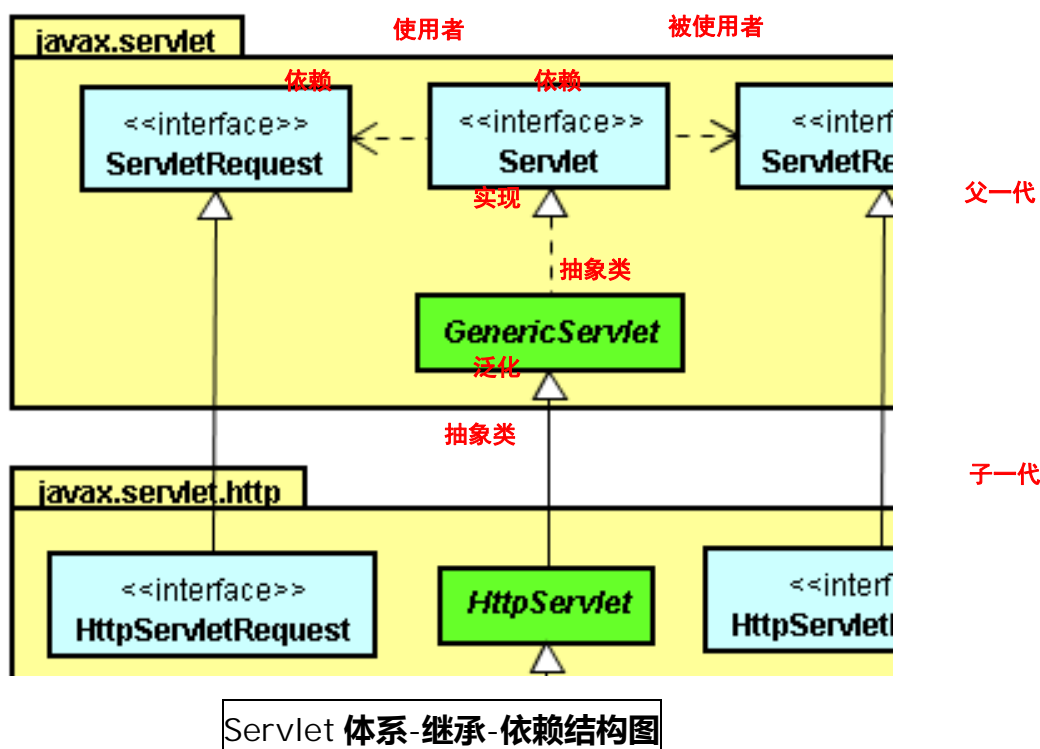 使用者
被使用者
javax.servlet
依赖
依赖
<<interface>>
ServletRequest
<<interface>>
Servlet
<<interf
ServletRe
实现
父一代
抽象类
GenericServlet
泛化
抽象类
子一代
javax.servlet.http
<<interface>>
HttpServletRequest
HttpServlet
<<interf
HttpServletR
Servlet 体系-继承-依赖结构图